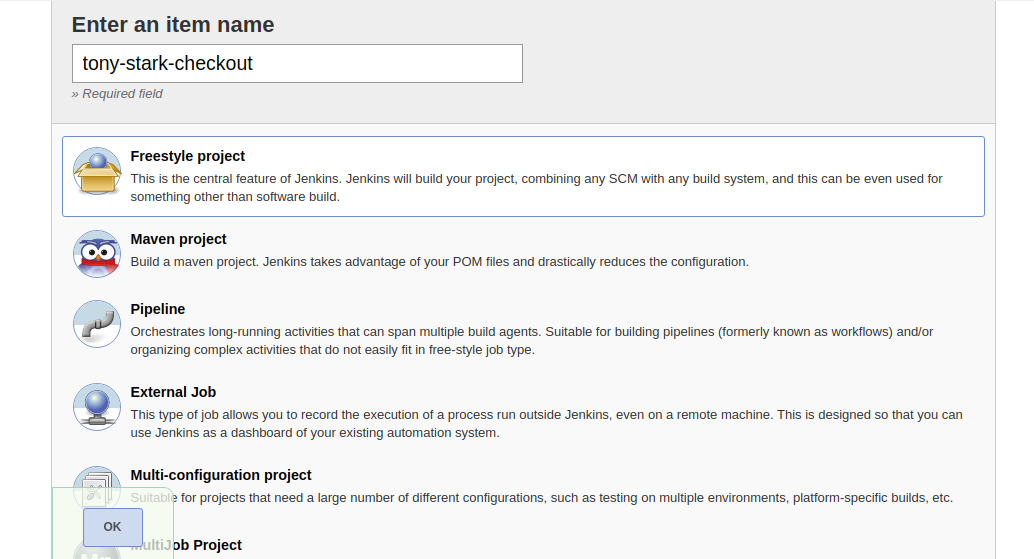 Enter an item name
tony-stark-checkout
» Required field
Freestyle project
This is the central feature of Jenkins. Jenkins will build your project, combining any SCM with any build system, and this can be even used for
something other than software build.
Maven project
Build a maven project. Jenkins takes advantage of your POM files and drastically reduces the configuration.
Pipeline
Orchestrates long-running activities that can span multiple build agents. Suitable for building pipelines (formerly known as workflows) and/or
organizing complex activities that do not easily fit in free-style job type.
External Job
This type of job allows you to record the execution of a process run outside Jenkins, even on a remote machine. This is designed so that you can
use Jenkins as a dashboard of your existing automation system.
Multi-configuration project
Suitable for projects that need a large number of different configurations, such as testing on multiple environments, platform-specific builds, etc.
OK
MultiJob Project